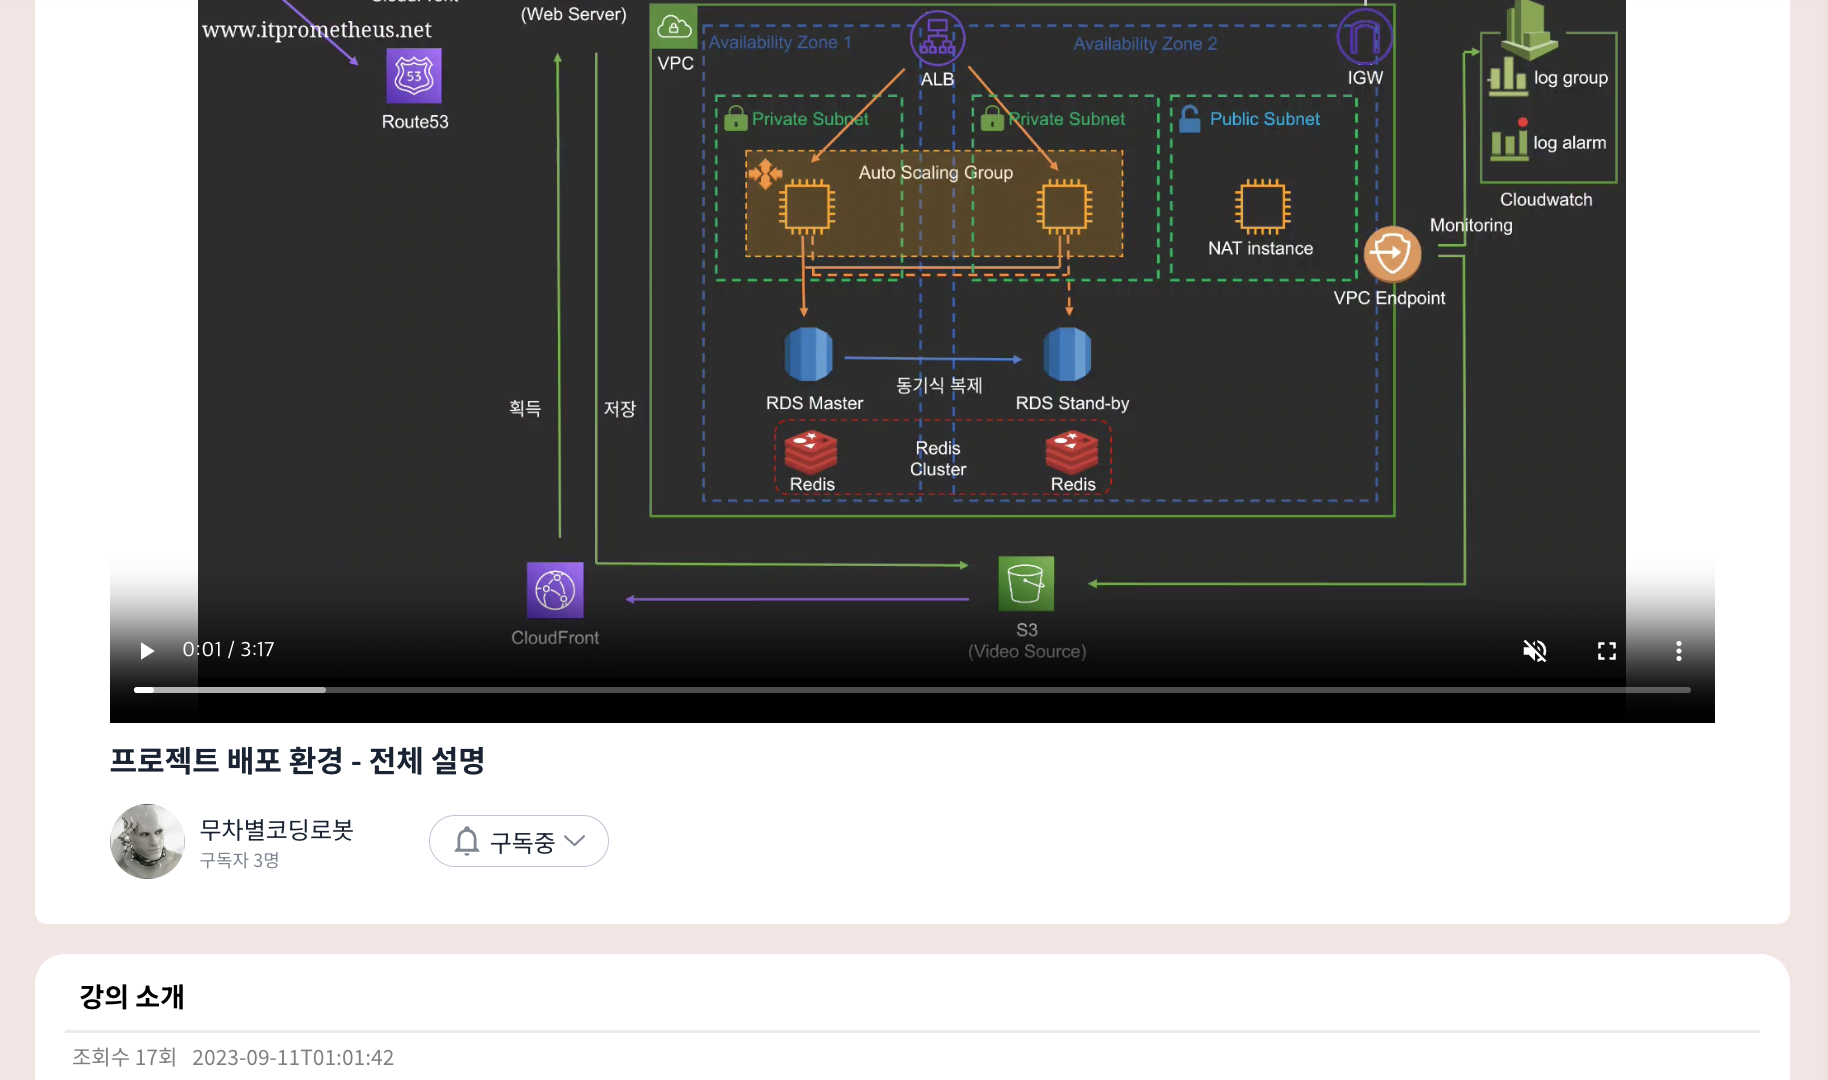 (Web Server)
www.itprometheus.net
Availability Zone 1
Availability Zone 2
VPC
ALB
IGW
log group
53
Route53
Private Subnet
Private Subnet
Public Subnet
log alarm
Auto Scaling Group
Cloudwatch
Monitoring
NAT instance
VPC Endpoint
동기식 복제
RDS Master
RDS Stand-by
획득
저장
Redis
Cluster
Redis
Redis
CloudFront
S3
(Video Source)
0:01 / 3:17
프로젝트 배포 환경 - 전체 설명
무차별코딩로봇
구독자 3명
구독중
강의 소개
조회수 17회 2023-09-11T01:01:42